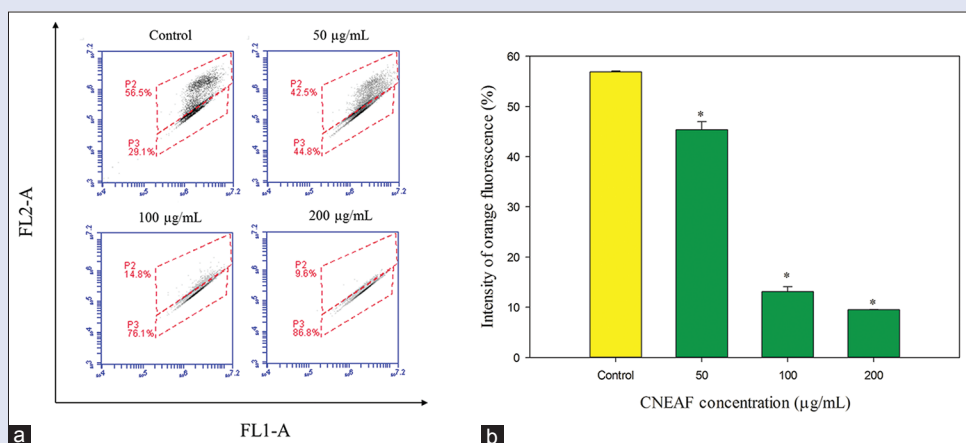 Control
50 µg/mL
P2
56.5%
P3
29.1%
P2
42.5%
P3
44.8%
100 µg/mL
200 µg/mL
P2
14.8%
P3
76.1%
P2
9.6%
P3
86.8%
FL2-A
FL1-A
a
60
50
40
30
20
10
0
Intensity of orange fluorescence (%)
*
*
*
Control 50 100 200
CNEAF concentration (µg/mL)
b